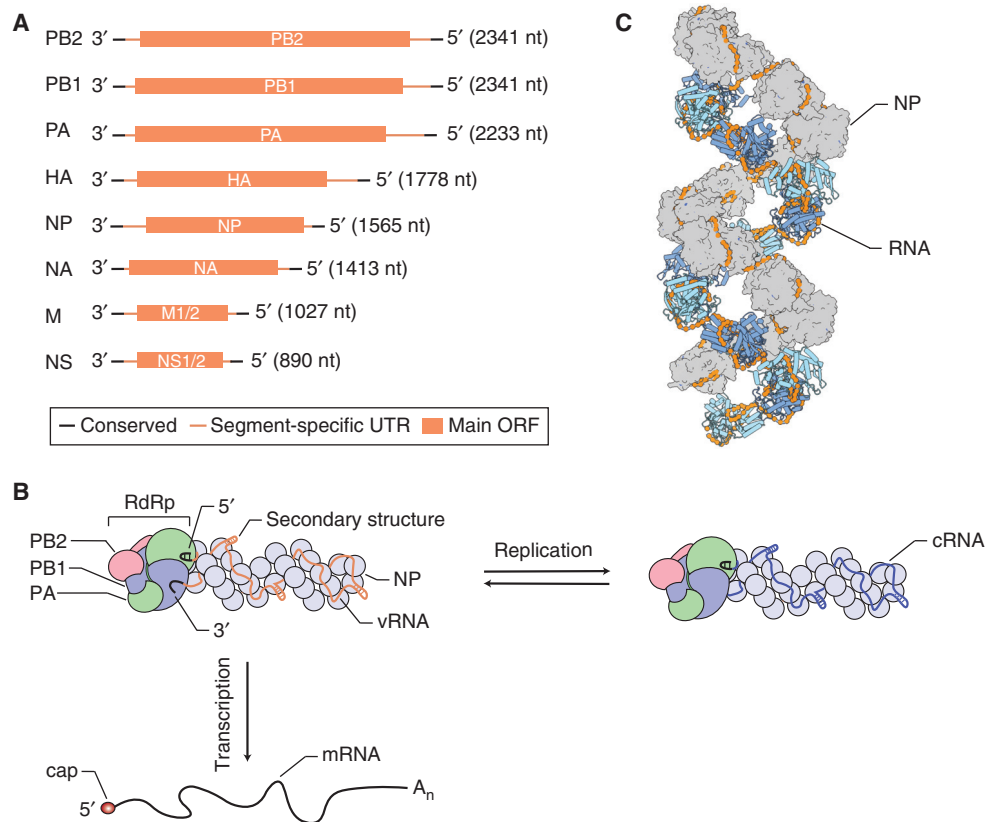 A
PB2 3′ PB2 5′ (2341 nt)
PB1 3′ PB1 5′ (2341 nt)
PA 3′ PA 5′ (2233 nt)
HA 3′ HA 5′ (1778 nt)
NP 3′ NP 5′ (1565 nt)
NA 3′ NA 5′ (1413 nt)
M 3′ M1/2 5′ (1027 nt)
NS 3′ NS1/2 5′ (890 nt)
Conserved Segment-specific UTR Main ORF
C
NP
RNA
B
RdRp
5′
Secondary structure
PB2
PB1
PA
NP
vRNA
3′
Replication
cRNA
Transcription
mRNA
cap
5′
An